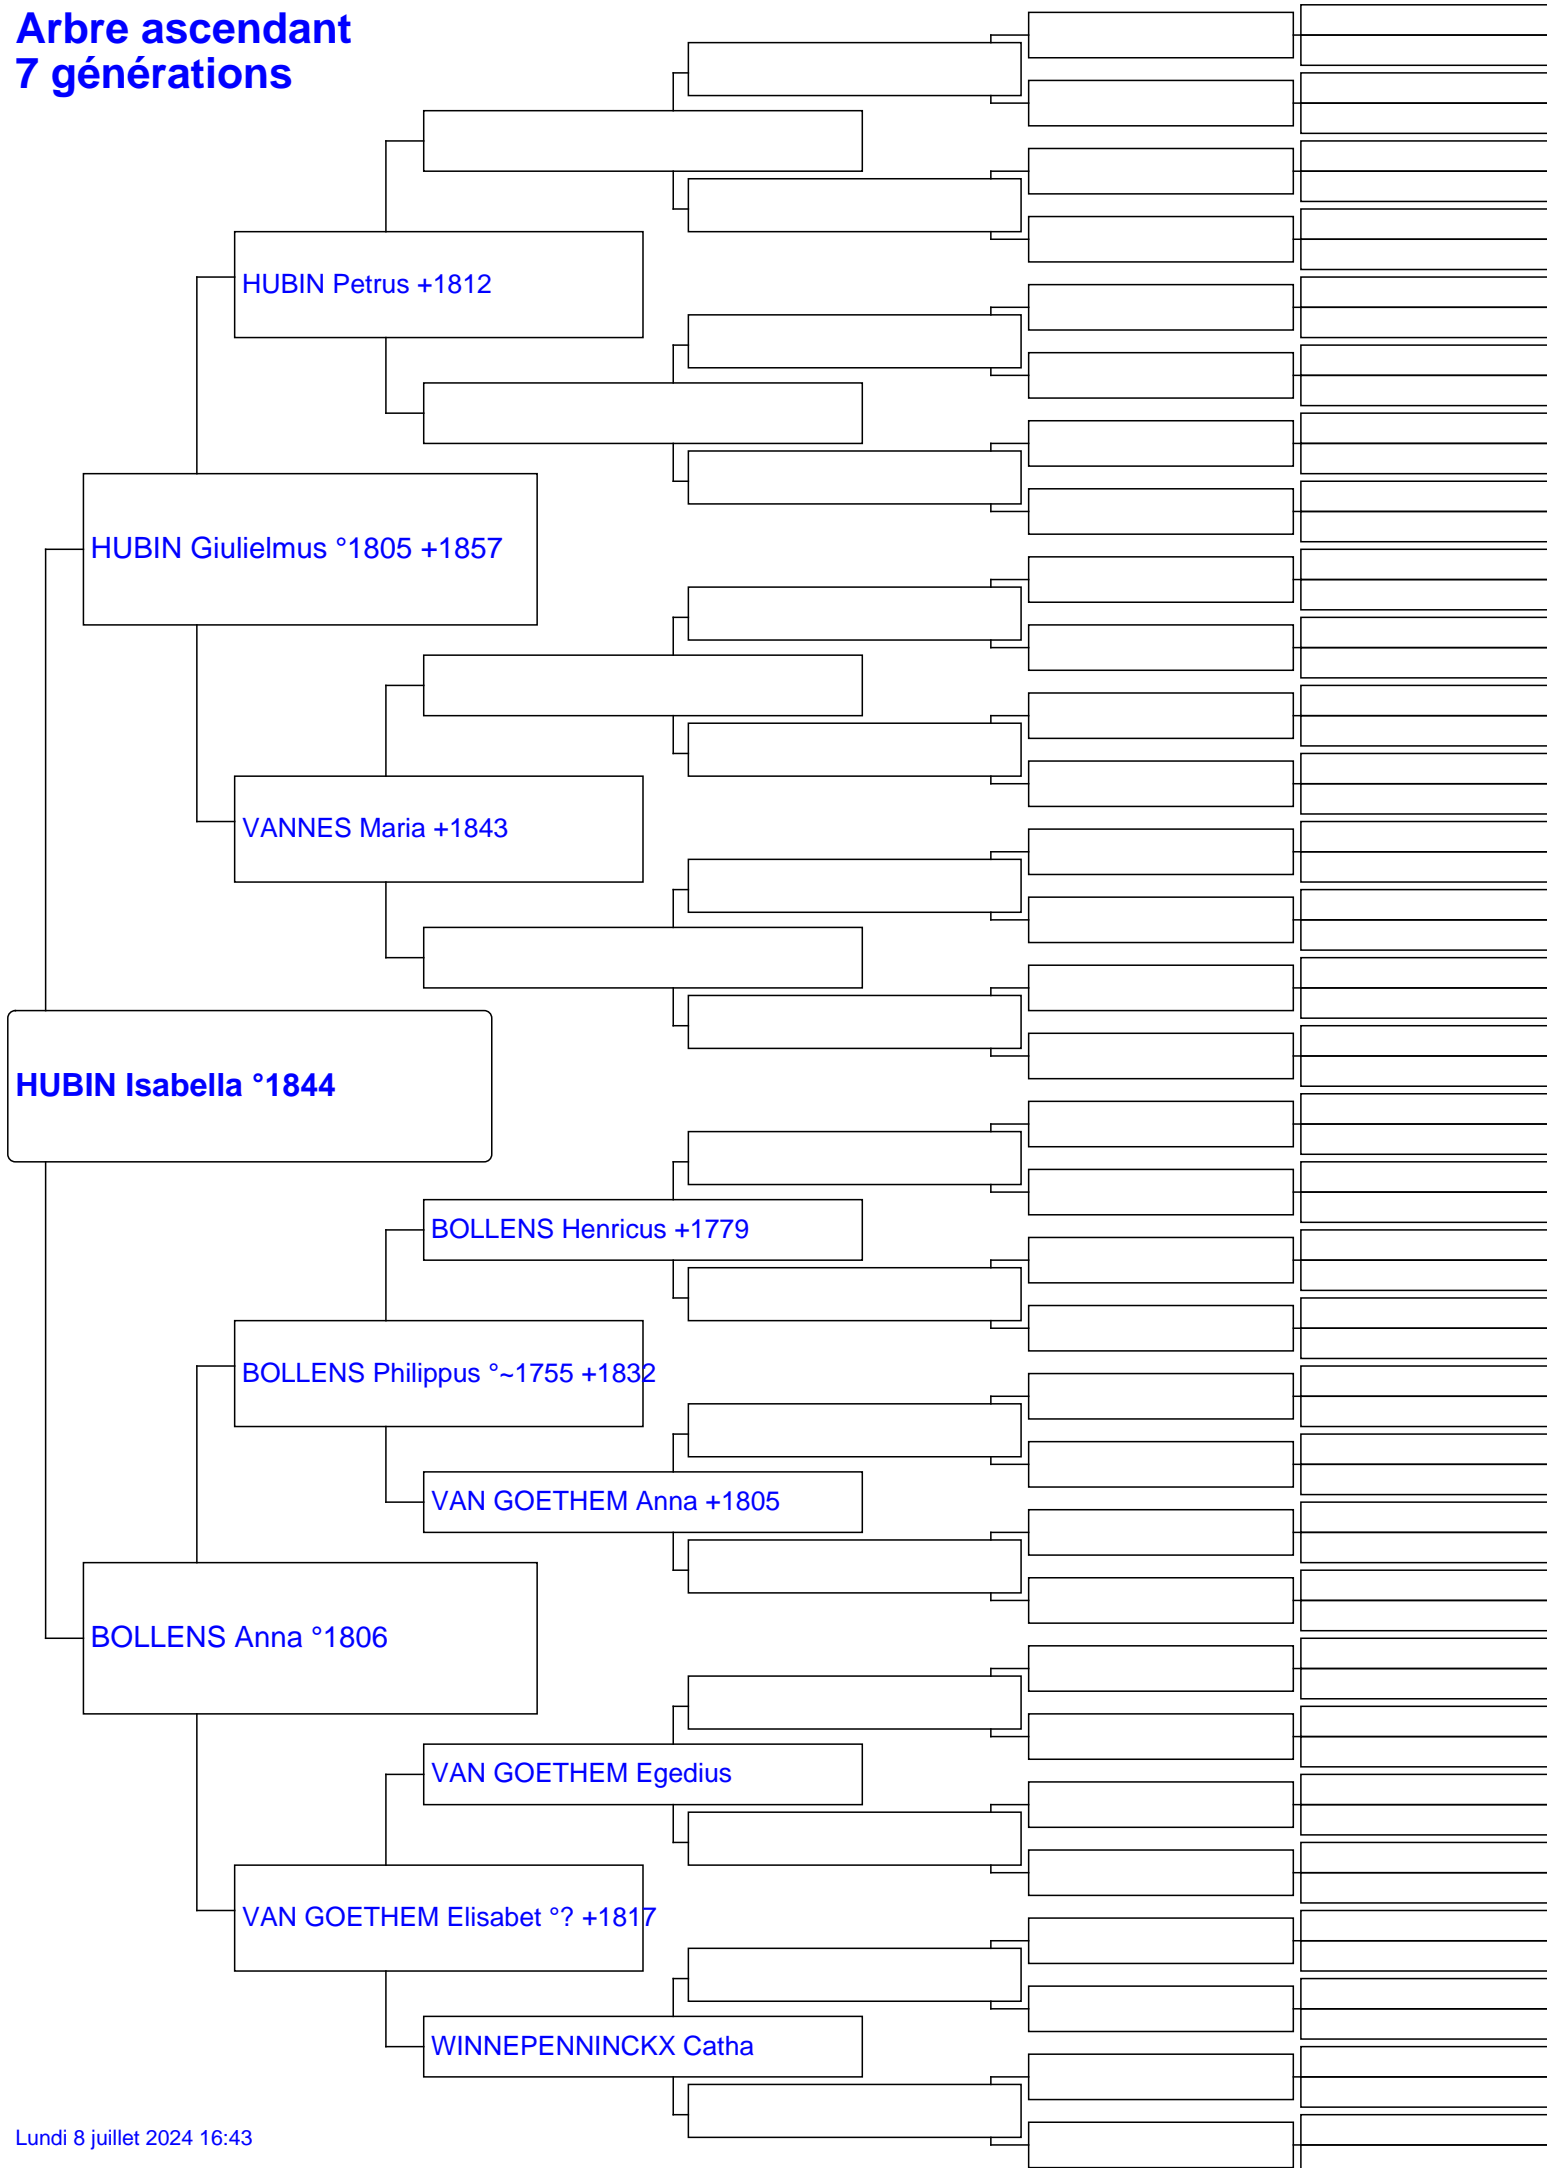 Arbre ascendant
7 générations
HUBIN Petrus +1812
HUBIN Giulielmus °1805 +1857
VANNES Maria +1843
HUBIN Isabella °1844
BOLLENS Henricus +1779
BOLLENS Philippus °~1755 +1832
VAN GOETHEM Anna +1805
BOLLENS Anna °1806
VAN GOETHEM Egedius
VAN GOETHEM Elisabet °? +1817
WINNEPENNINCKX Catha
Lundi 8 juillet 2024 16:43